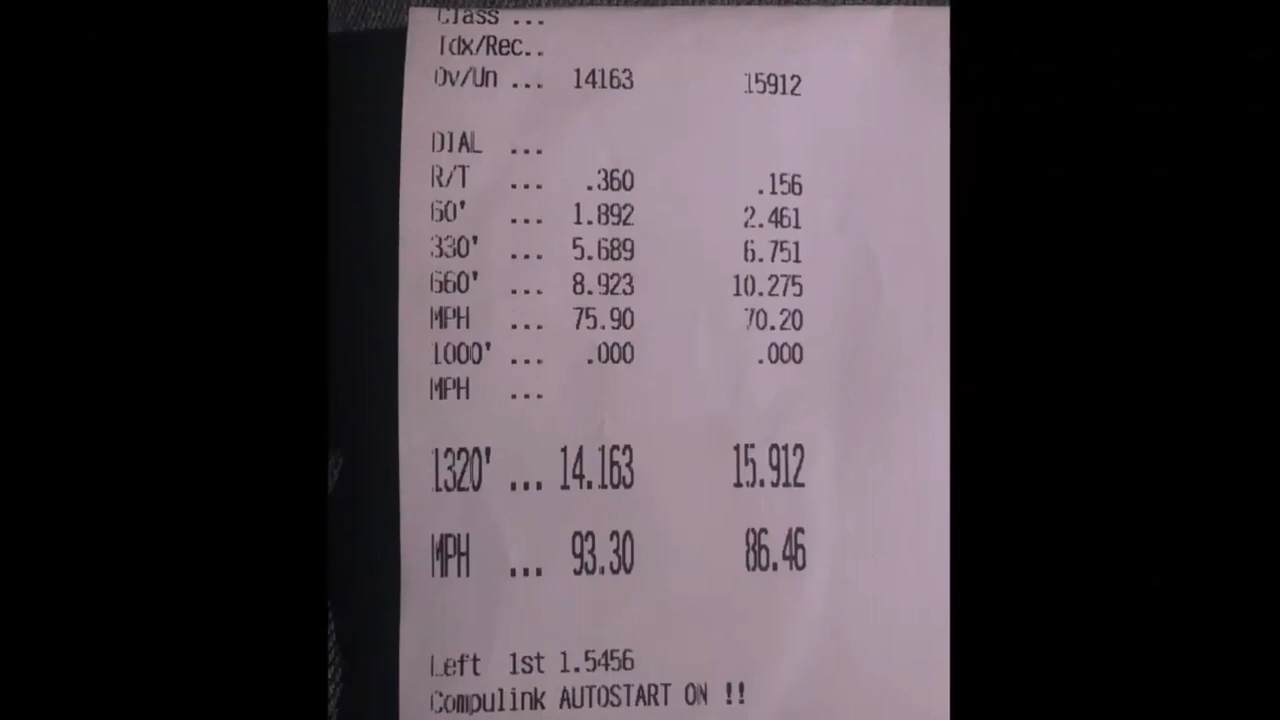 Class ...
Idx/Rec..
Ov/Un ... 14163 15912
DIAL ...
R/T ... .360 .156
60' ... 1.892 2.461
330' ... 5.689 6.751
660' ... 8.923 10.275
MPH ... 75.90 70.20
1000' ... .000 .000
MPH ...
1320' ... 14.163 15.912
MPH ... 93.30 86.46
Left 1st 1.5456
Compulink AUTOSTART ON !!